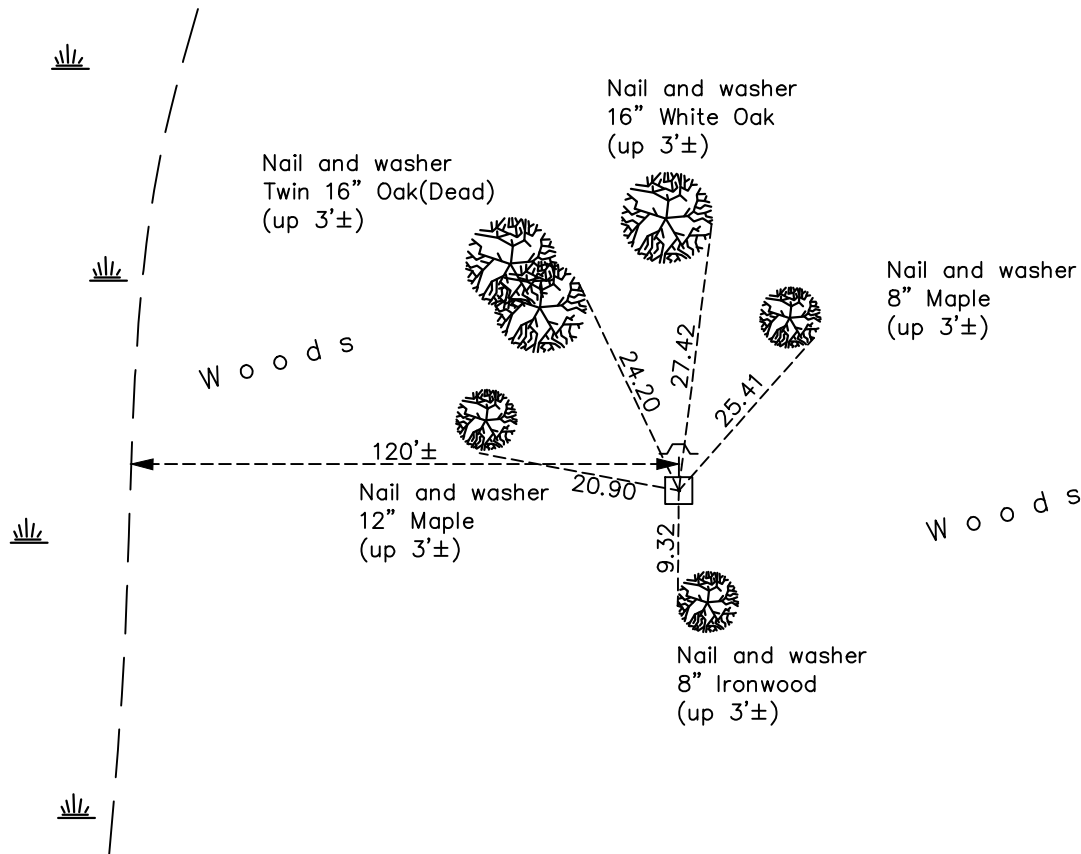 Nail and washer
16” White Oak
(up 3'±)
Nail and washer
Twin 16” Oak(Dead)
(up 3'±)
Nail and washer
8” Maple
(up 3'±)
Woods
24.20
27.42
25.41
120'±
20.90
Nail and washer
12” Maple
(up 3'±)
Woods
9.32
Nail and washer
8” Ironwood
(up 3'±)